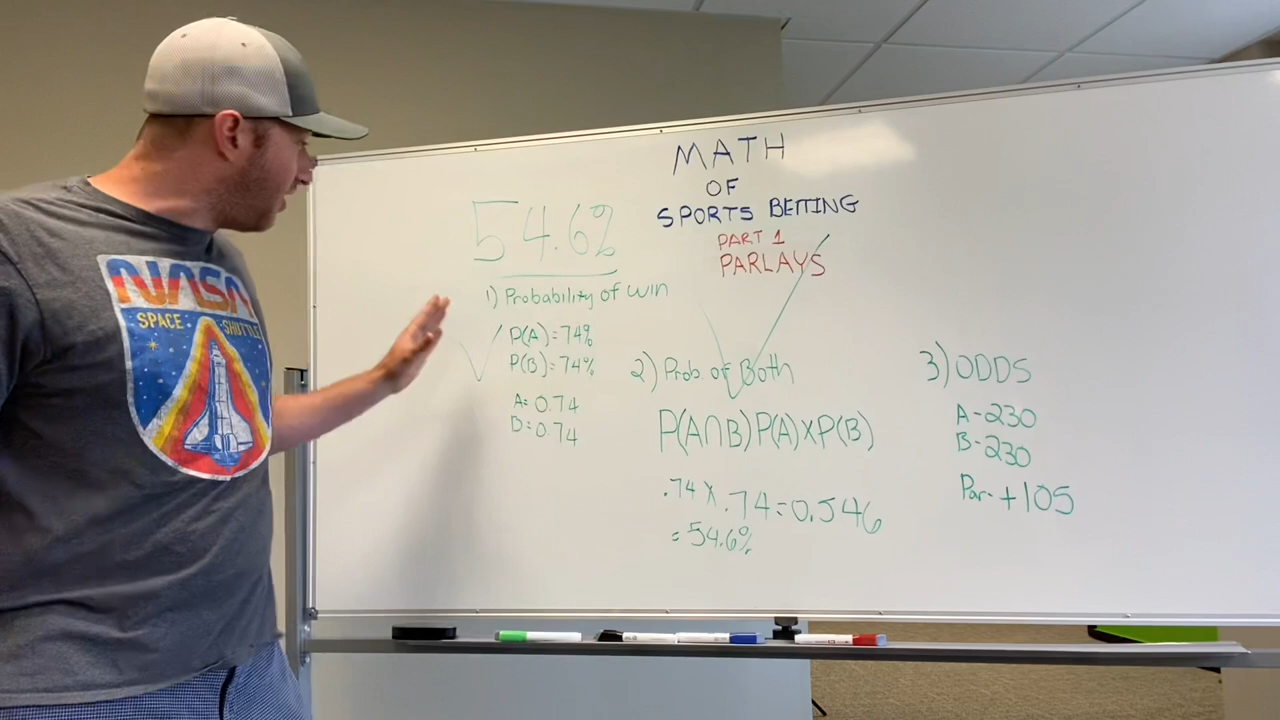 MATH
OF
SPORTS BETTING
PART 1
PARLAYS
54.6%
1) Probability of win
P(A)=74%
P(B)=74%
A=0.74
B=0.74
2) Prob. of Both
P(A∩B)P(A)XP(B)
.74 X .74=0.546
=54.6%
3) ODDS
A-230
B-230
Par-+105
NASA
SPACE SHUTTLE